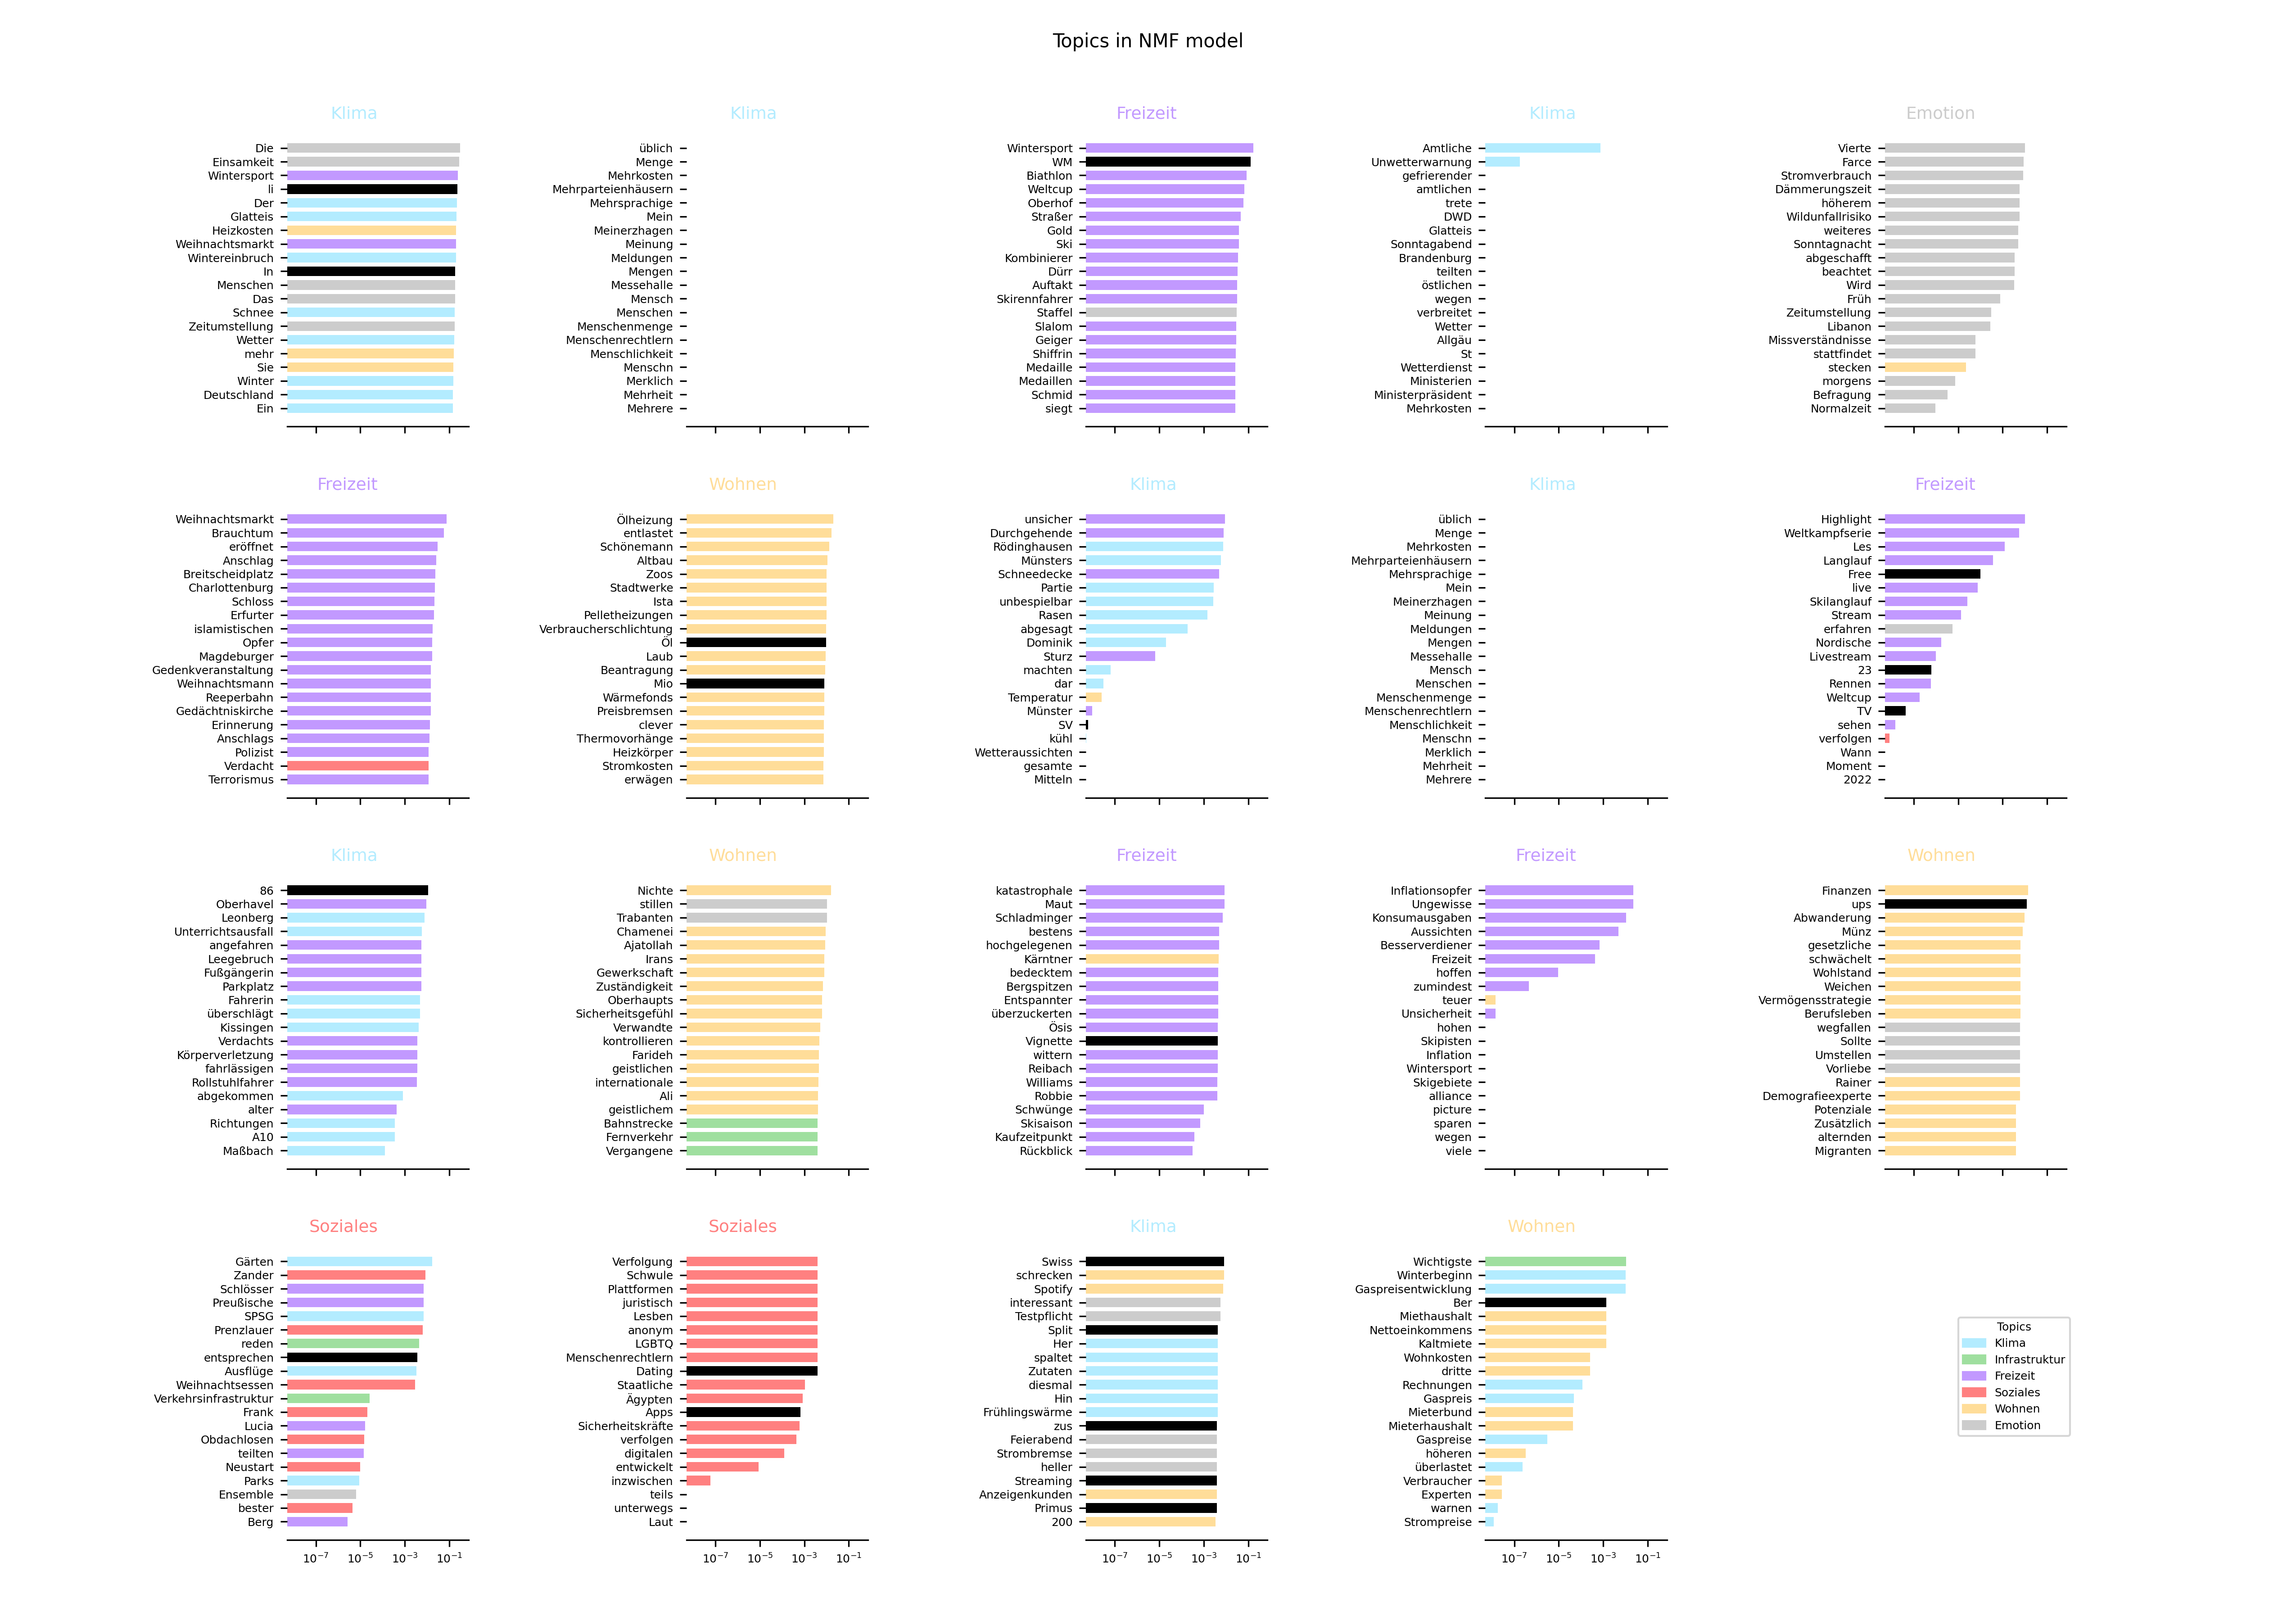 Topics in NMF model
Klima
Die
Einsamkeit
Wintersport
li
Der
Glatteis
Heizkosten
Weihnachtsmarkt
Wintereinbruch
In
Menschen
Das
Schnee
Zeitumstellung
Wetter
mehr
Sie
Winter
Deutschland
Ein
Klima
üblich
Menge
Mehrkosten
Mehrparteienhäusern
Mehrsprachige
Mein
Meinerzhagen
Meinung
Meldungen
Mengen
Messehalle
Mensch
Menschen
Menschenmenge
Menschenrechtlern
Menschlichkeit
Menschn
Merklich
Mehrheit
Mehrere
Freizeit
Wintersport
WM
Biathlon
Weltcup
Oberhof
Straßer
Gold
Ski
Kombinierer
Dürr
Auftakt
Skirennfahrer
Staffel
Slalom
Geiger
Shiffrin
Medaille
Medaillen
Schmid
siegt
Klima
Amtliche
Unwetterwarnung
gefrierender
amtlichen
trete
DWD
Glatteis
Sonntagabend
Brandenburg
teilten
östlichen
wegen
verbreitet
Wetter
Allgäu
St
Wetterdienst
Ministerien
Ministerpräsident
Mehrkosten
Emotion
Vierte
Farce
Stromverbrauch
Dämmerungszeit
höherem
Wildunfallrisiko
weiteres
Sonntagnacht
abgeschafft
beachtet
Wird
Früh
Zeitumstellung
Libanon
Missverständnisse
stattfindet
stecken
morgens
Befragung
Normalzeit
Freizeit
Weihnachtsmarkt
Brauchtum
eröffnet
Anschlag
Breitscheidplatz
Charlottenburg
Schloss
Erfurter
islamistischen
Opfer
Magdeburger
Gedenkveranstaltung
Weihnachtsmann
Reeperbahn
Gedächtniskirche
Erinnerung
Anschlags
Polizist
Verdacht
Terrorismus
Wohnen
Ölheizung
entlastet
Schönemann
Altbau
Zoos
Stadtwerke
Ista
Pelletheizungen
Verbraucherschlichtung
Öl
Laub
Beantragung
Mio
Wärmefonds
Preisbremsen
clever
Thermovorhänge
Heizkörper
Stromkosten
erwägen
Klima
unsicher
Durchgehende
Rödinghausen
Münsters
Schneedecke
Partie
unbespielbar
Rasen
abgesagt
Dominik
Sturz
machten
dar
Temperatur
Münster
SV
kühl
Wetteraussichten
gesamte
Mitteln
Klima
üblich
Menge
Mehrkosten
Mehrparteienhäusern
Mehrsprachige
Mein
Meinerzhagen
Meinung
Meldungen
Mengen
Messehalle
Mensch
Menschen
Menschenmenge
Menschenrechtlern
Menschlichkeit
Menschn
Merklich
Mehrheit
Mehrere
Freizeit
Highlight
Weltkampfserie
Les
Langlauf
Free
live
Skilanglauf
Stream
erfahren
Nordische
Livestream
23
Rennen
Weltcup
TV
sehen
verfolgen
Wann
Moment
2022
Klima
86
Oberhavel
Leonberg
Unterrichtsausfall
angefahren
Leegebruch
Fußgängerin
Parkplatz
Fahrerin
überschlägt
Kissingen
Verdachts
Körperverletzung
fahrlässigen
Rollstuhlfahrer
abgekommen
alter
Richtungen
A10
Maßbach
Wohnen
Nichte
stillen
Trabanten
Chamenei
Ajatollah
Irans
Gewerkschaft
Zuständigkeit
Oberhaupts
Sicherheitsgefühl
Verwandte
kontrollieren
Farideh
geistlichen
internationale
Ali
geistlichem
Bahnstrecke
Fernverkehr
Vergangene
Freizeit
katastrophale
Maut
Schladminger
bestens
hochgelegenen
Kärntner
bedecktem
Bergspitzen
Entspannter
überzuckerten
Ösis
Vignette
wittern
Reibach
Williams
Robbie
Schwünge
Skisaison
Kaufzeitpunkt
Rückblick
Freizeit
Inflationsopfer
Ungewisse
Konsumausgaben
Aussichten
Besserverdiener
Freizeit
hoffen
zumindest
teuer
Unsicherheit
hohen
Skipisten
Inflation
Wintersport
Skigebiete
alliance
picture
sparen
wegen
viele
Wohnen
Finanzen
ups
Abwanderung
Münz
gesetzliche
schwächelt
Wohlstand
Weichen
Vermögensstrategie
Berufsleben
wegfallen
Sollte
Umstellen
Vorliebe
Rainer
Demografieexperte
Potenziale
Zusätzlich
alternden
Migranten
Soziales
Gärten
Zander
Schlösser
Preußische
SPSG
Prenzlauer
reden
entsprechen
Ausflüge
Weihnachtsessen
Verkehrsinfrastruktur
Frank
Lucia
Obdachlosen
teilten
Neustart
Parks
Ensemble
bester
Berg
10⁻⁷ 10⁻⁵ 10⁻³ 10⁻¹
Soziales
Verfolgung
Schwule
Plattformen
juristisch
Lesben
anonym
LGBTQ
Menschenrechtlern
Dating
Staatliche
Ägypten
Apps
Sicherheitskräfte
verfolgen
digitalen
entwickelt
inzwischen
teils
unterwegs
Laut
10⁻⁷ 10⁻⁵ 10⁻³ 10⁻¹
Klima
Swiss
schrecken
Spotify
interessant
Testpflicht
Split
Her
spaltet
Zutaten
diesmal
Hin
Frühlingswärme
zus
Feierabend
Strombremse
heller
Streaming
Anzeigenkunden
Primus
200
10⁻⁷ 10⁻⁵ 10⁻³ 10⁻¹
Wohnen
Wichtigste
Winterbeginn
Gaspreisentwicklung
Ber
Miethaushalt
Nettoeinkommens
Kaltmiete
Wohnkosten
dritte
Rechnungen
Gaspreis
Mieterbund
Mieterhaushalt
Gaspreise
höheren
überlastet
Verbraucher
Experten
warnen
Strompreise
10⁻⁷ 10⁻⁵ 10⁻³ 10⁻¹
Topics
Klima
Infrastruktur
Freizeit
Soziales
Wohnen
Emotion